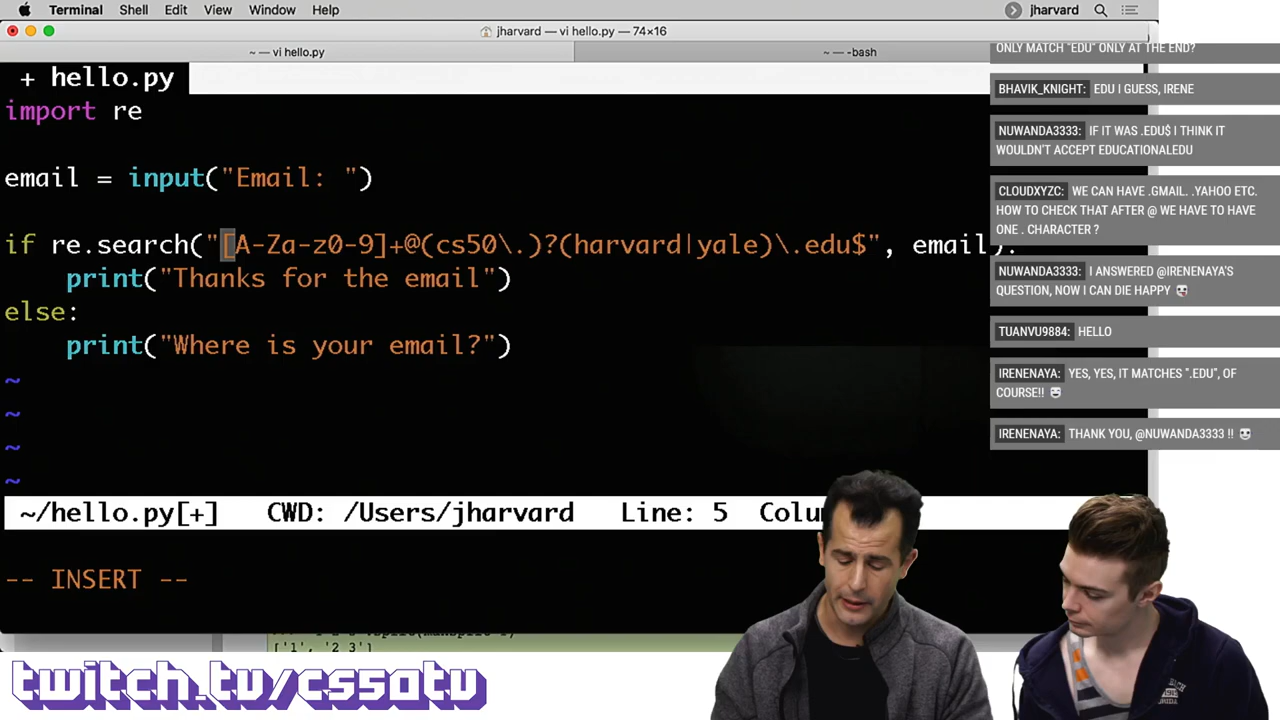 Terminal Shell Edit View Window Help jharvard
jharvard — vi hello.py — 74×16
~ — vi hello.py ~ — -bash
+ hello.py
import re
email = input("Email: ")
if re.search("[A-Za-z0-9]+@(cs50\.)?(harvard|yale)\.edu$", email):
print("Thanks for the email")
else:
print("Where is your email?")
~
~
~
~
~/hello.py[+] CWD: /Users/jharvard Line: 5
-- INSERT --
['1', '2 3']
ONLY MATCH "EDU" ONLY AT THE END?
BHAVIK_KNIGHT: EDU I GUESS, IRENE
NUWANDA3333: IF IT WAS .EDU$ I THINK IT
WOULDN'T ACCEPT EDUCATIONALEDU
CLOUDXYZC: WE CAN HAVE .GMAIL. .YAHOO ETC.
HOW TO CHECK THAT AFTER @ WE HAVE TO HAVE
ONE . CHARACTER ?
NUWANDA3333: I ANSWERED @IRENENAYA'S
QUESTION, NOW I CAN DIE HAPPY
TUANVU9884: HELLO
IRENENAYA: YES, YES, IT MATCHES ".EDU", OF
COURSE!!
IRENENAYA: THANK YOU, @NUWANDA3333 !!
twitch.tv/cs50tv